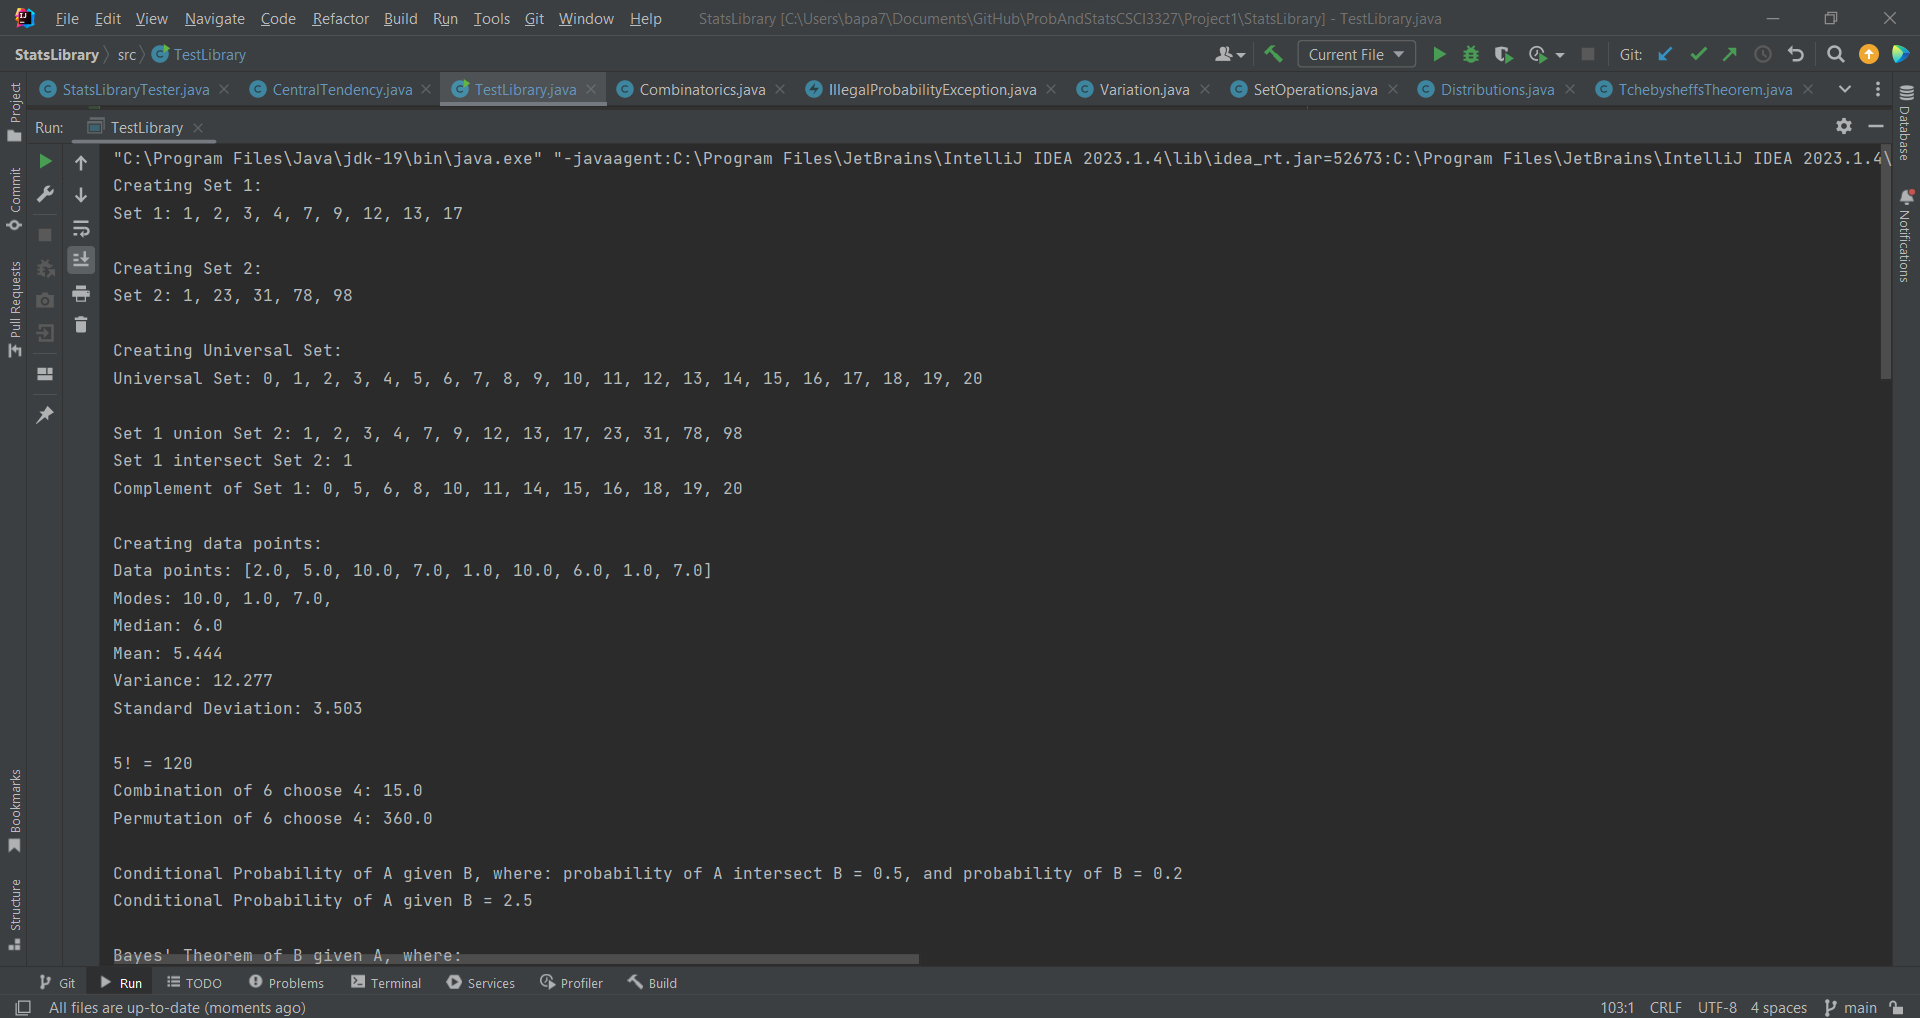 File Edit View Navigate Code Refactor Build Run Tools Git Window Help StatsLibrary [C:\Users\bapa7\Documents\GitHub\ProbAndStatsCSCI3327\Project1\StatsLibrary] - TestLibrary.java
StatsLibrary src TestLibrary Current File Git:
StatsLibraryTester.java CentralTendency.java TestLibrary.java Combinatorics.java IllegalProbabilityException.java Variation.java SetOperations.java Distributions.java TchebysheffsTheorem.java
Run: TestLibrary
Project
Commit
Pull Requests
Bookmarks
Structure
Database
Notifications
"C:\Program Files\Java\jdk-19\bin\java.exe" "-javaagent:C:\Program Files\JetBrains\IntelliJ IDEA 2023.1.4\lib\idea_rt.jar=52673:C:\Program Files\JetBrains\IntelliJ IDEA 2023.1.4\
Creating Set 1:
Set 1: 1, 2, 3, 4, 7, 9, 12, 13, 17
Creating Set 2:
Set 2: 1, 23, 31, 78, 98
Creating Universal Set:
Universal Set: 0, 1, 2, 3, 4, 5, 6, 7, 8, 9, 10, 11, 12, 13, 14, 15, 16, 17, 18, 19, 20
Set 1 union Set 2: 1, 2, 3, 4, 7, 9, 12, 13, 17, 23, 31, 78, 98
Set 1 intersect Set 2: 1
Complement of Set 1: 0, 5, 6, 8, 10, 11, 14, 15, 16, 18, 19, 20
Creating data points:
Data points: [2.0, 5.0, 10.0, 7.0, 1.0, 10.0, 6.0, 1.0, 7.0]
Modes: 10.0, 1.0, 7.0,
Median: 6.0
Mean: 5.444
Variance: 12.277
Standard Deviation: 3.503
5! = 120
Combination of 6 choose 4: 15.0
Permutation of 6 choose 4: 360.0
Conditional Probability of A given B, where: probability of A intersect B = 0.5, and probability of B = 0.2
Conditional Probability of A given B = 2.5
Bayes' Theorem of B given A, where:
Git Run TODO Problems Terminal Services Profiler Build
All files are up-to-date (moments ago) 103:1 CRLF UTF-8 4 spaces main